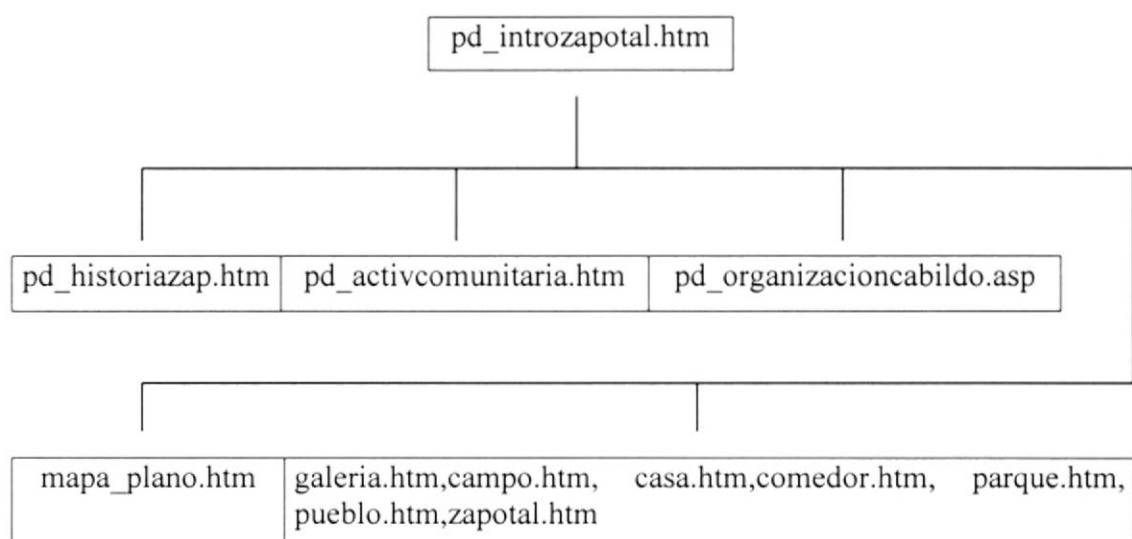 pd_introzapotal.htm
pd_historiazap.htm
pd_activcomunitaria.htm
pd_organizacioncabildo.asp
mapa_plano.htm
galeria.htm,campo.htm, casa.htm,comedor.htm, parque.htm,
pueblo.htm,zapotal.htm